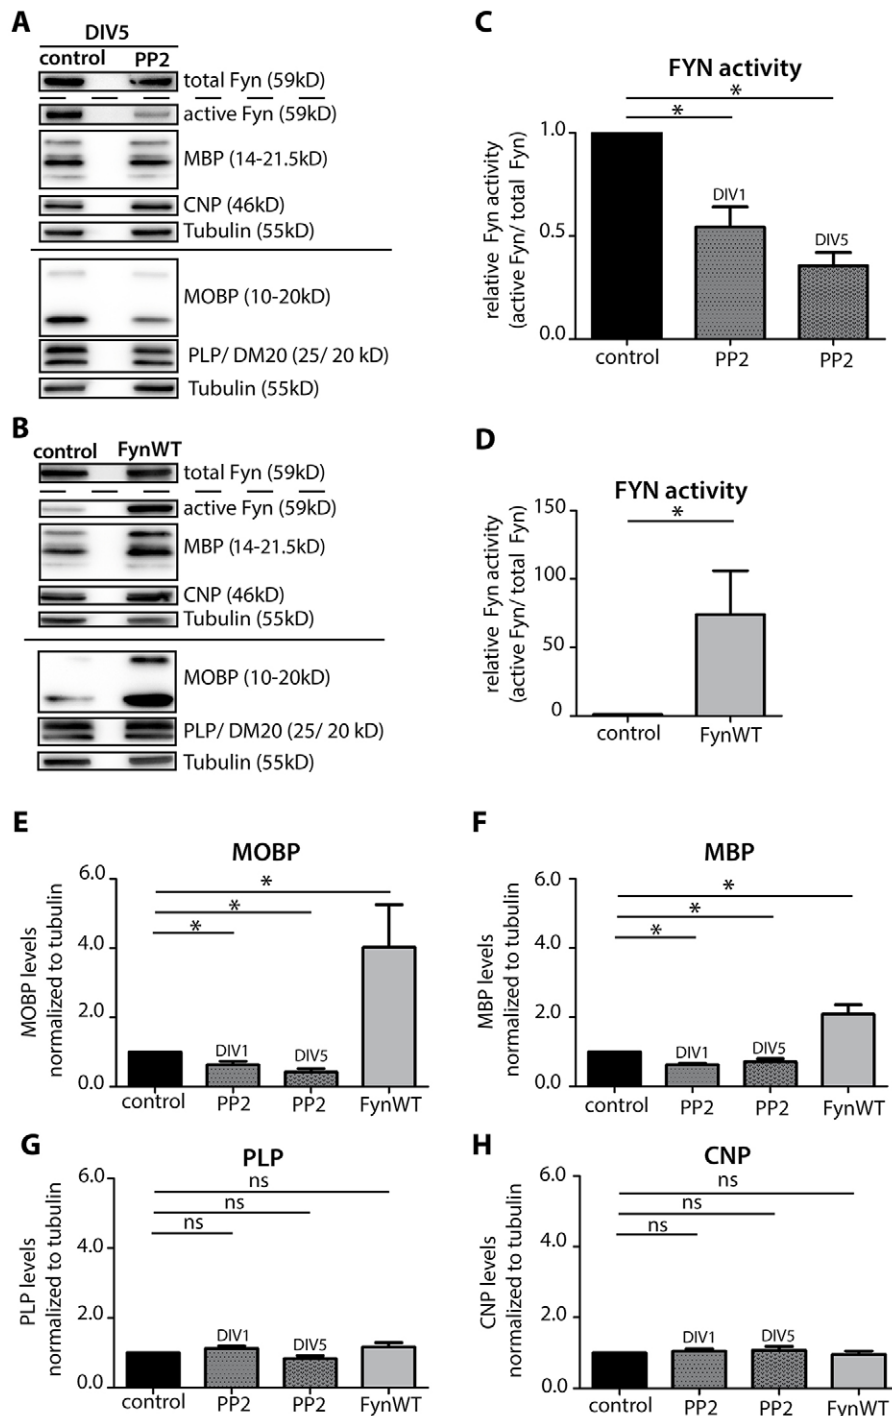 A
DIV5
control PP2
total Fyn (59kD)
active Fyn (59kD)
MBP (14-21.5kD)
CNP (46kD)
Tubulin (55kD)
MOBP (10-20kD)
PLP/ DM20 (25/ 20 kD)
Tubulin (55kD)
B
control FynWT
total Fyn (59kD)
active Fyn (59kD)
MBP (14-21.5kD)
CNP (46kD)
Tubulin (55kD)
MOBP (10-20kD)
PLP/ DM20 (25/ 20 kD)
Tubulin (55kD)
C
FYN activity
*
*
relative Fyn activity
(active Fyn/ total Fyn)
1.0
0.5
0.0
DIV1
DIV5
control PP2 PP2
D
FYN activity
*
relative Fyn activity
(active Fyn/ total Fyn)
150
100
50
0
control FynWT
E
MOBP
*
*
*
MOBP levels
normalized to tubulin
6.0
4.0
2.0
0.0
DIV1
DIV5
control PP2 PP2 FynWT
F
MBP
*
*
*
MBP levels
normalized to tubulin
6.0
4.0
2.0
0.0
DIV1
DIV5
control PP2 PP2 FynWT
G
PLP
ns
ns
ns
PLP levels
normalized to tubulin
6.0
4.0
2.0
0.0
DIV1
DIV5
control PP2 PP2 FynWT
H
CNP
ns
ns
ns
CNP levels
normalized to tubulin
6.0
4.0
2.0
0.0
DIV1
DIV5
control PP2 PP2 FynWT